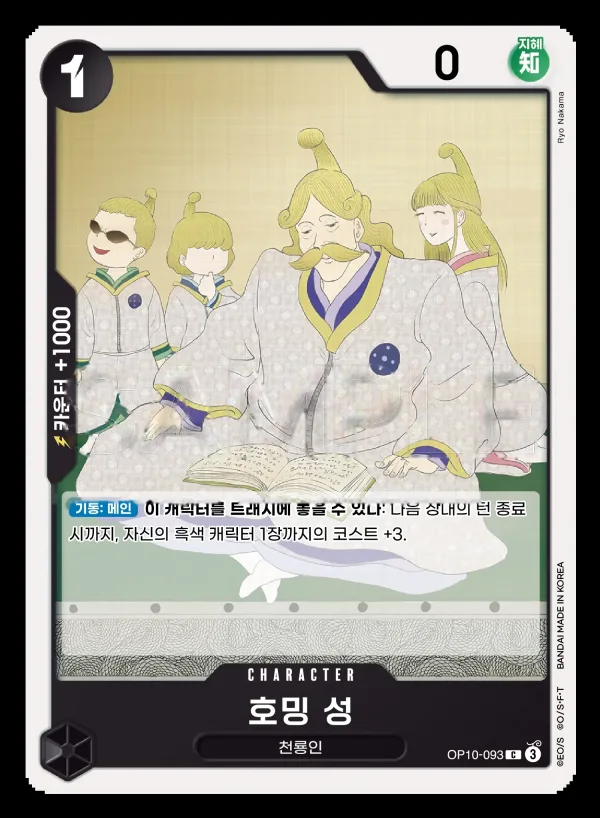 1
0
지혜
知
Ryo Nakama
카운터 +1000
SAMPLE
기동: 메인 이 캐릭터를 트래시에 놓을 수 있다: 다음 상대의 턴 종료
시까지, 자신의 흑색 캐릭터 1장까지의 코스트 +3.
CHARACTER
호밍 성
천룡인
OP10-093 C 3
©EO/S ©O/S·F·T BANDAI MADE IN KOREA